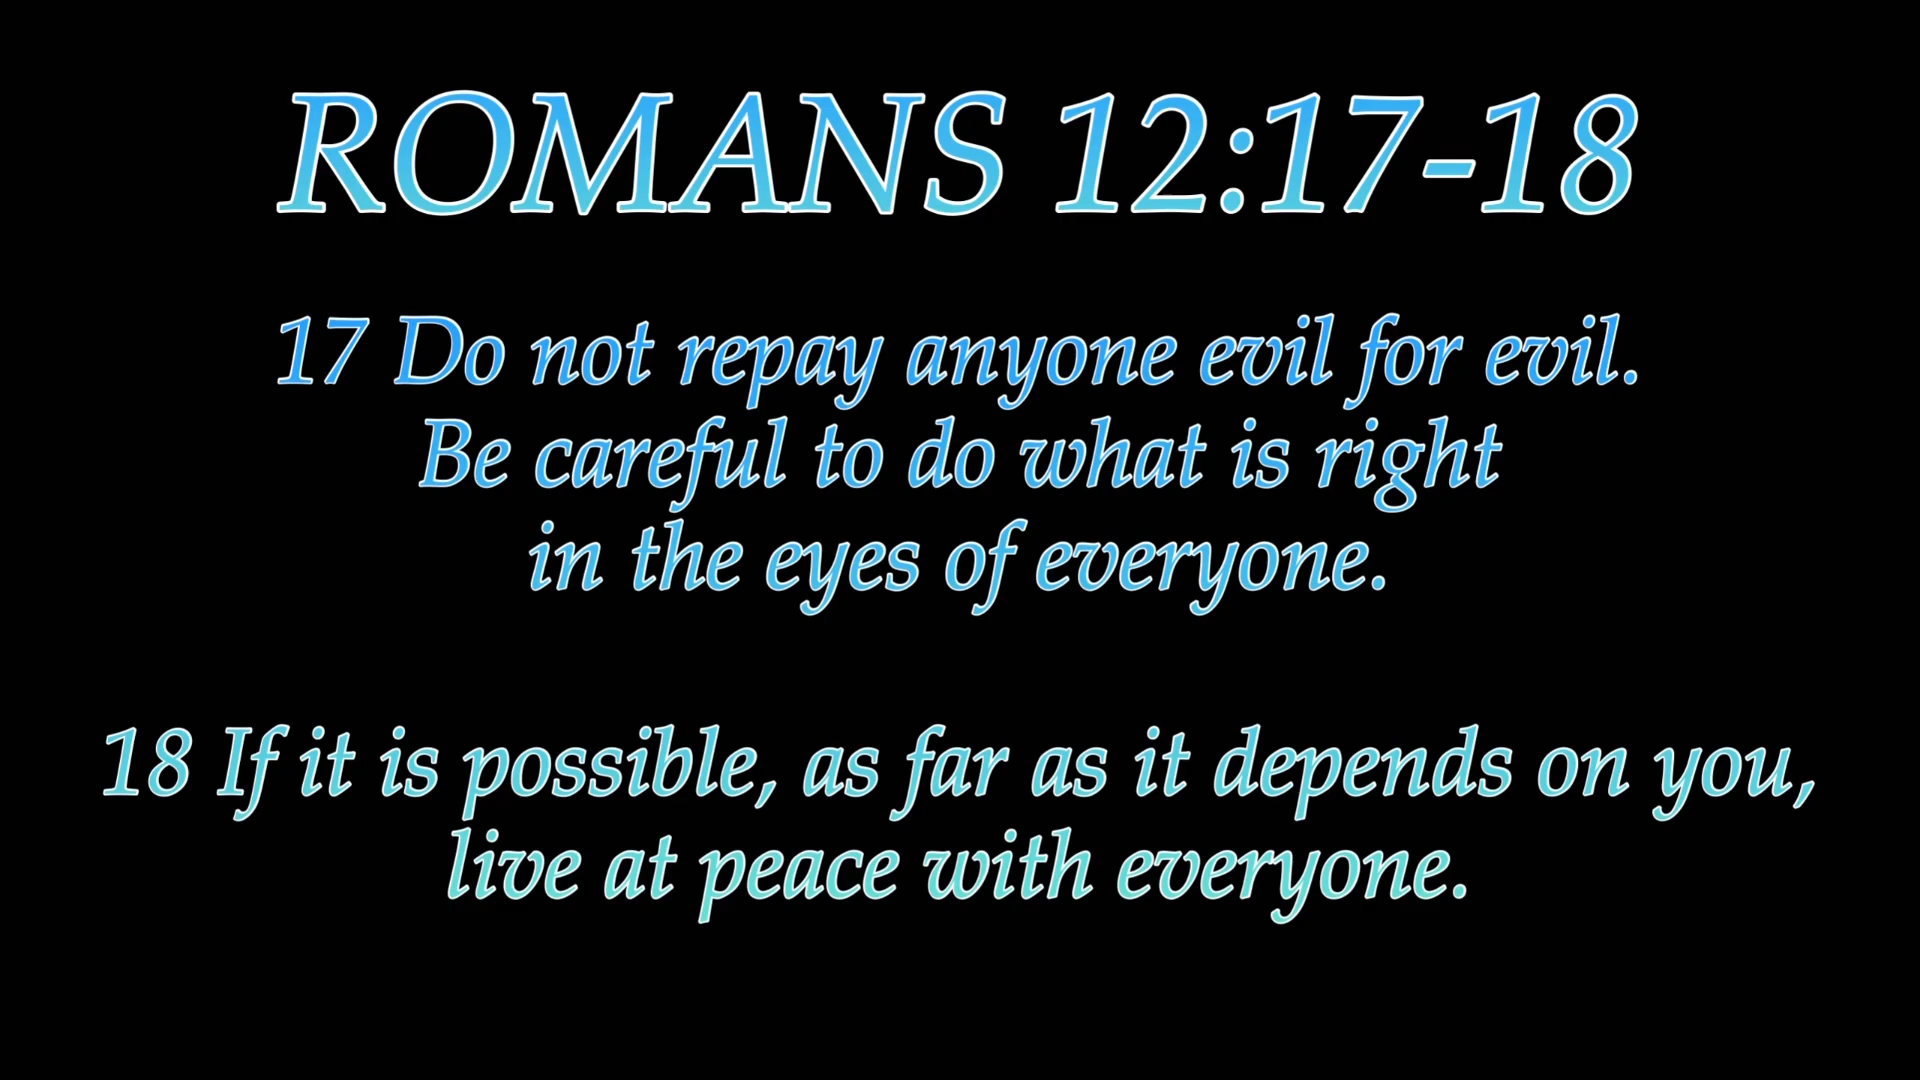 ROMANS 12:17-18
17 Do not repay anyone evil for evil.
Be careful to do what is right
in the eyes of everyone.
18 If it is possible, as far as it depends on you,
live at peace with everyone.